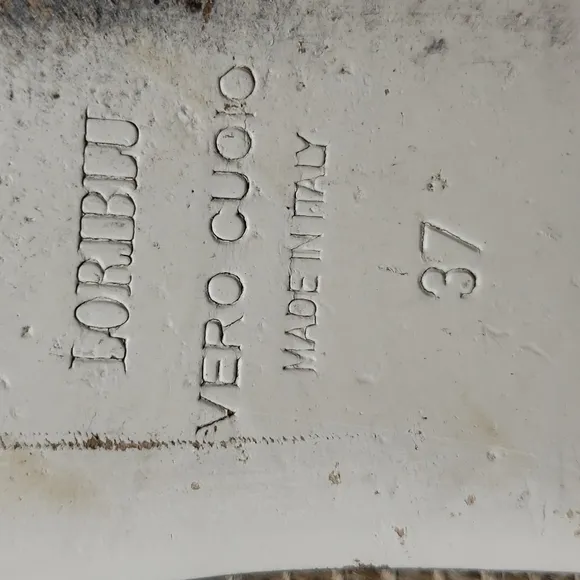 LORIBLU
VERO CUOIO
MADE IN ITALY
37